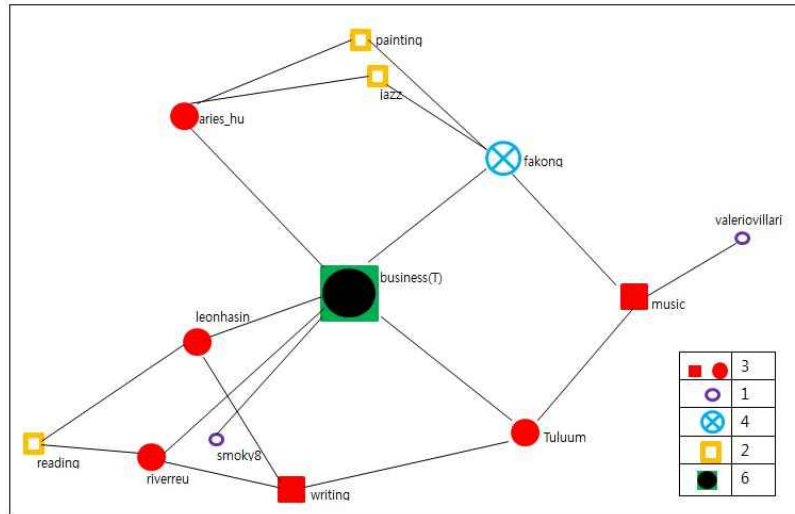 painting
jazz
aries_hu
fakong
valeriovillari
business(T)
music
leonhasin
Tuluum
reading
riverreu
smoky8
writing
3
1
4
2
6